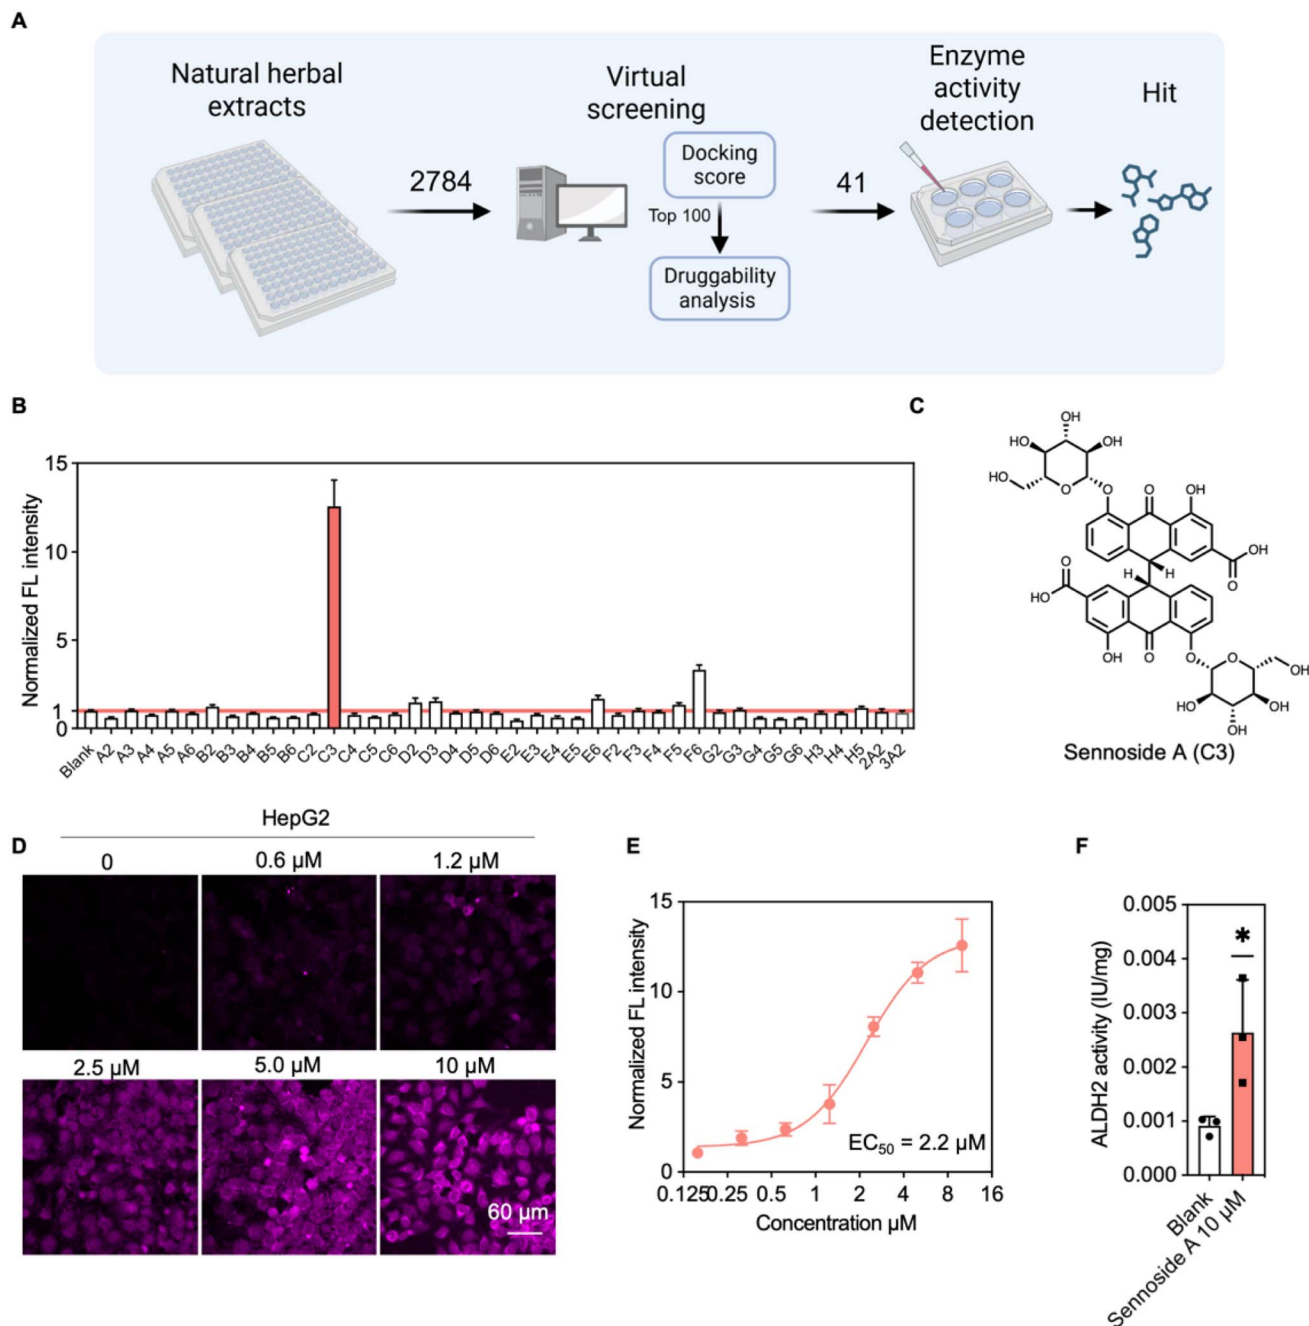 A
Natural herbal
extracts
2784
Virtual
screening
Docking
score
Top 100
Druggability
analysis
41
Enzyme
activity
detection
Hit
B
Normalized FL intensity
15
10
5
1
0
Blank
A2
A3
A4
A5
A6
B2
B3
B4
B5
B6
C2
C3
C4
C5
C6
D2
D3
D4
D5
D6
E2
E3
E4
E5
E6
F2
F3
F4
F5
F6
G2
G3
G4
G5
G6
H3
H4
H5
2A2
3A2
C
OH
HO
OH
HO
O
O
O
OH
OH
O
H
H
O
HO
OH
O
O
O
OH
HO
OH
OH
Sennoside A (C3)
D
HepG2
0
0.6 μM
1.2 μM
2.5 μM
5.0 μM
10 μM
60 μm
E
Normalized FL intensity
15
10
5
0
EC50 = 2.2 μM
0.125
0.25
0.5
1
2
4
8
16
Concentration μM
F
ALDH2 activity (IU/mg)
0.005
0.004
0.003
0.002
0.001
0.000
*
Blank
Sennoside A 10 μM